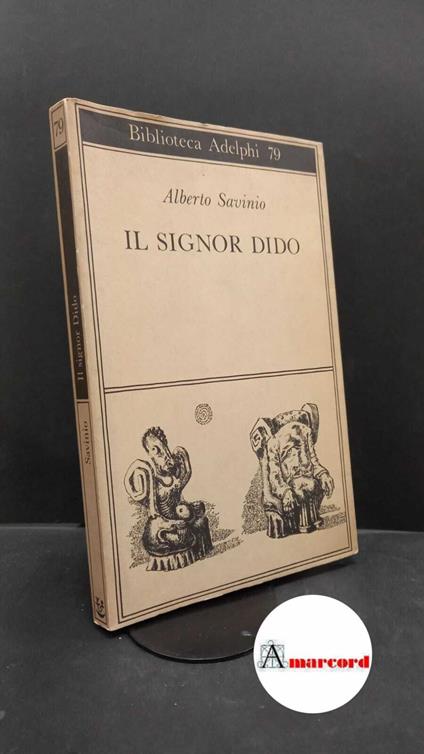 79
Biblioteca Adelphi 79
Alberto Savinio
IL SIGNOR DIDO
Il signor Dido
Savinio
Amarcord